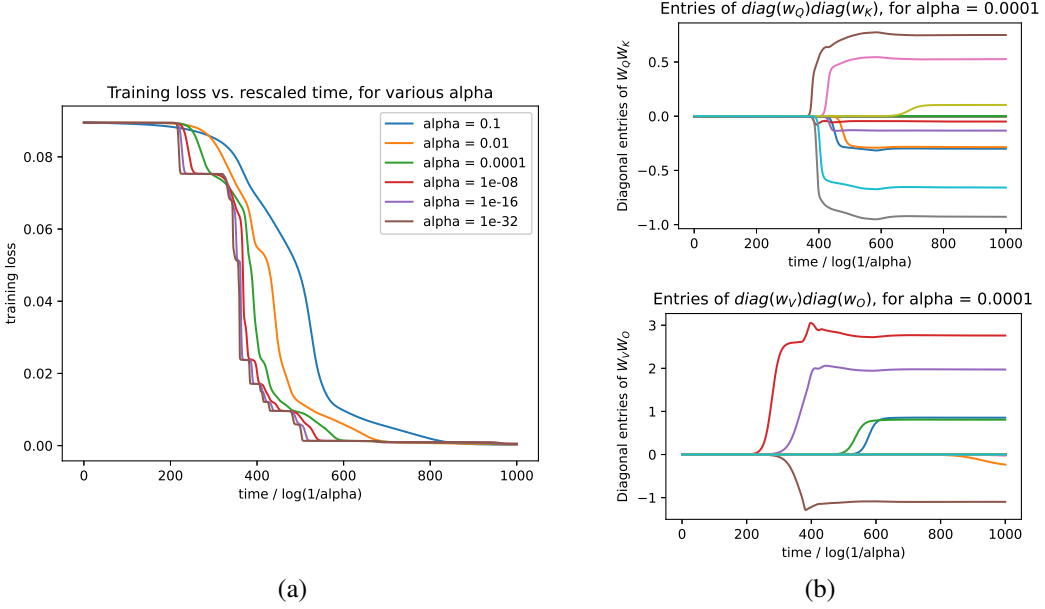 Training loss vs. rescaled time, for various alpha
training loss
0.08
0.06
0.04
0.02
0.00
0
200
400
600
800
1000
time / log(1/alpha)
alpha = 0.1
alpha = 0.01
alpha = 0.0001
alpha = 1e-08
alpha = 1e-16
alpha = 1e-32
(a)
Entries of diag(w_Q)diag(w_K), for alpha = 0.0001
Diagonal entries of W_QW_K
0.5
0.0
−0.5
−1.0
0
200
400
600
800
1000
time / log(1/alpha)
Entries of diag(w_V)diag(w_O), for alpha = 0.0001
Diagonal entries of W_VW_O
3
2
1
0
−1
0
200
400
600
800
1000
time / log(1/alpha)
(b)